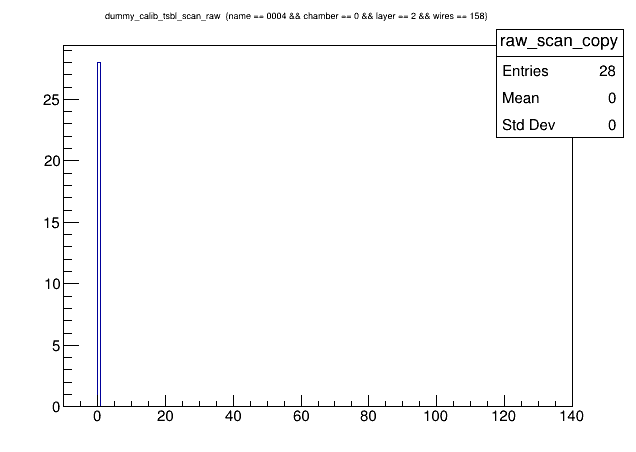 dummy_calib_tsbl_scan_raw (name == 0004 && chamber == 0 && layer == 2 && wires == 158)
raw_scan_copy
Entries 28
Mean 0
Std Dev 0
25
20
15
10
5
0
0 20 40 60 80 100 120 140